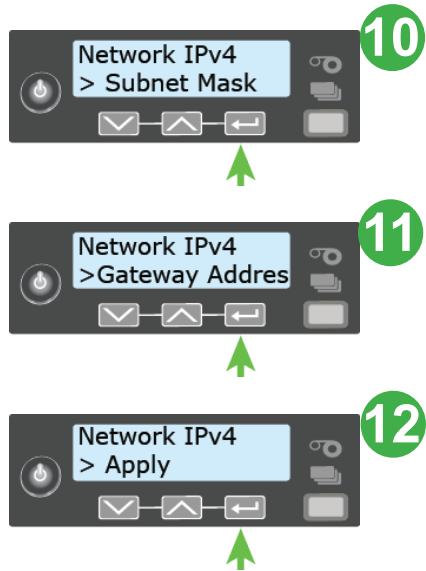 10
Network IPv4
> Subnet Mask
11
Network IPv4
>Gateway Addres
12
Network IPv4
> Apply